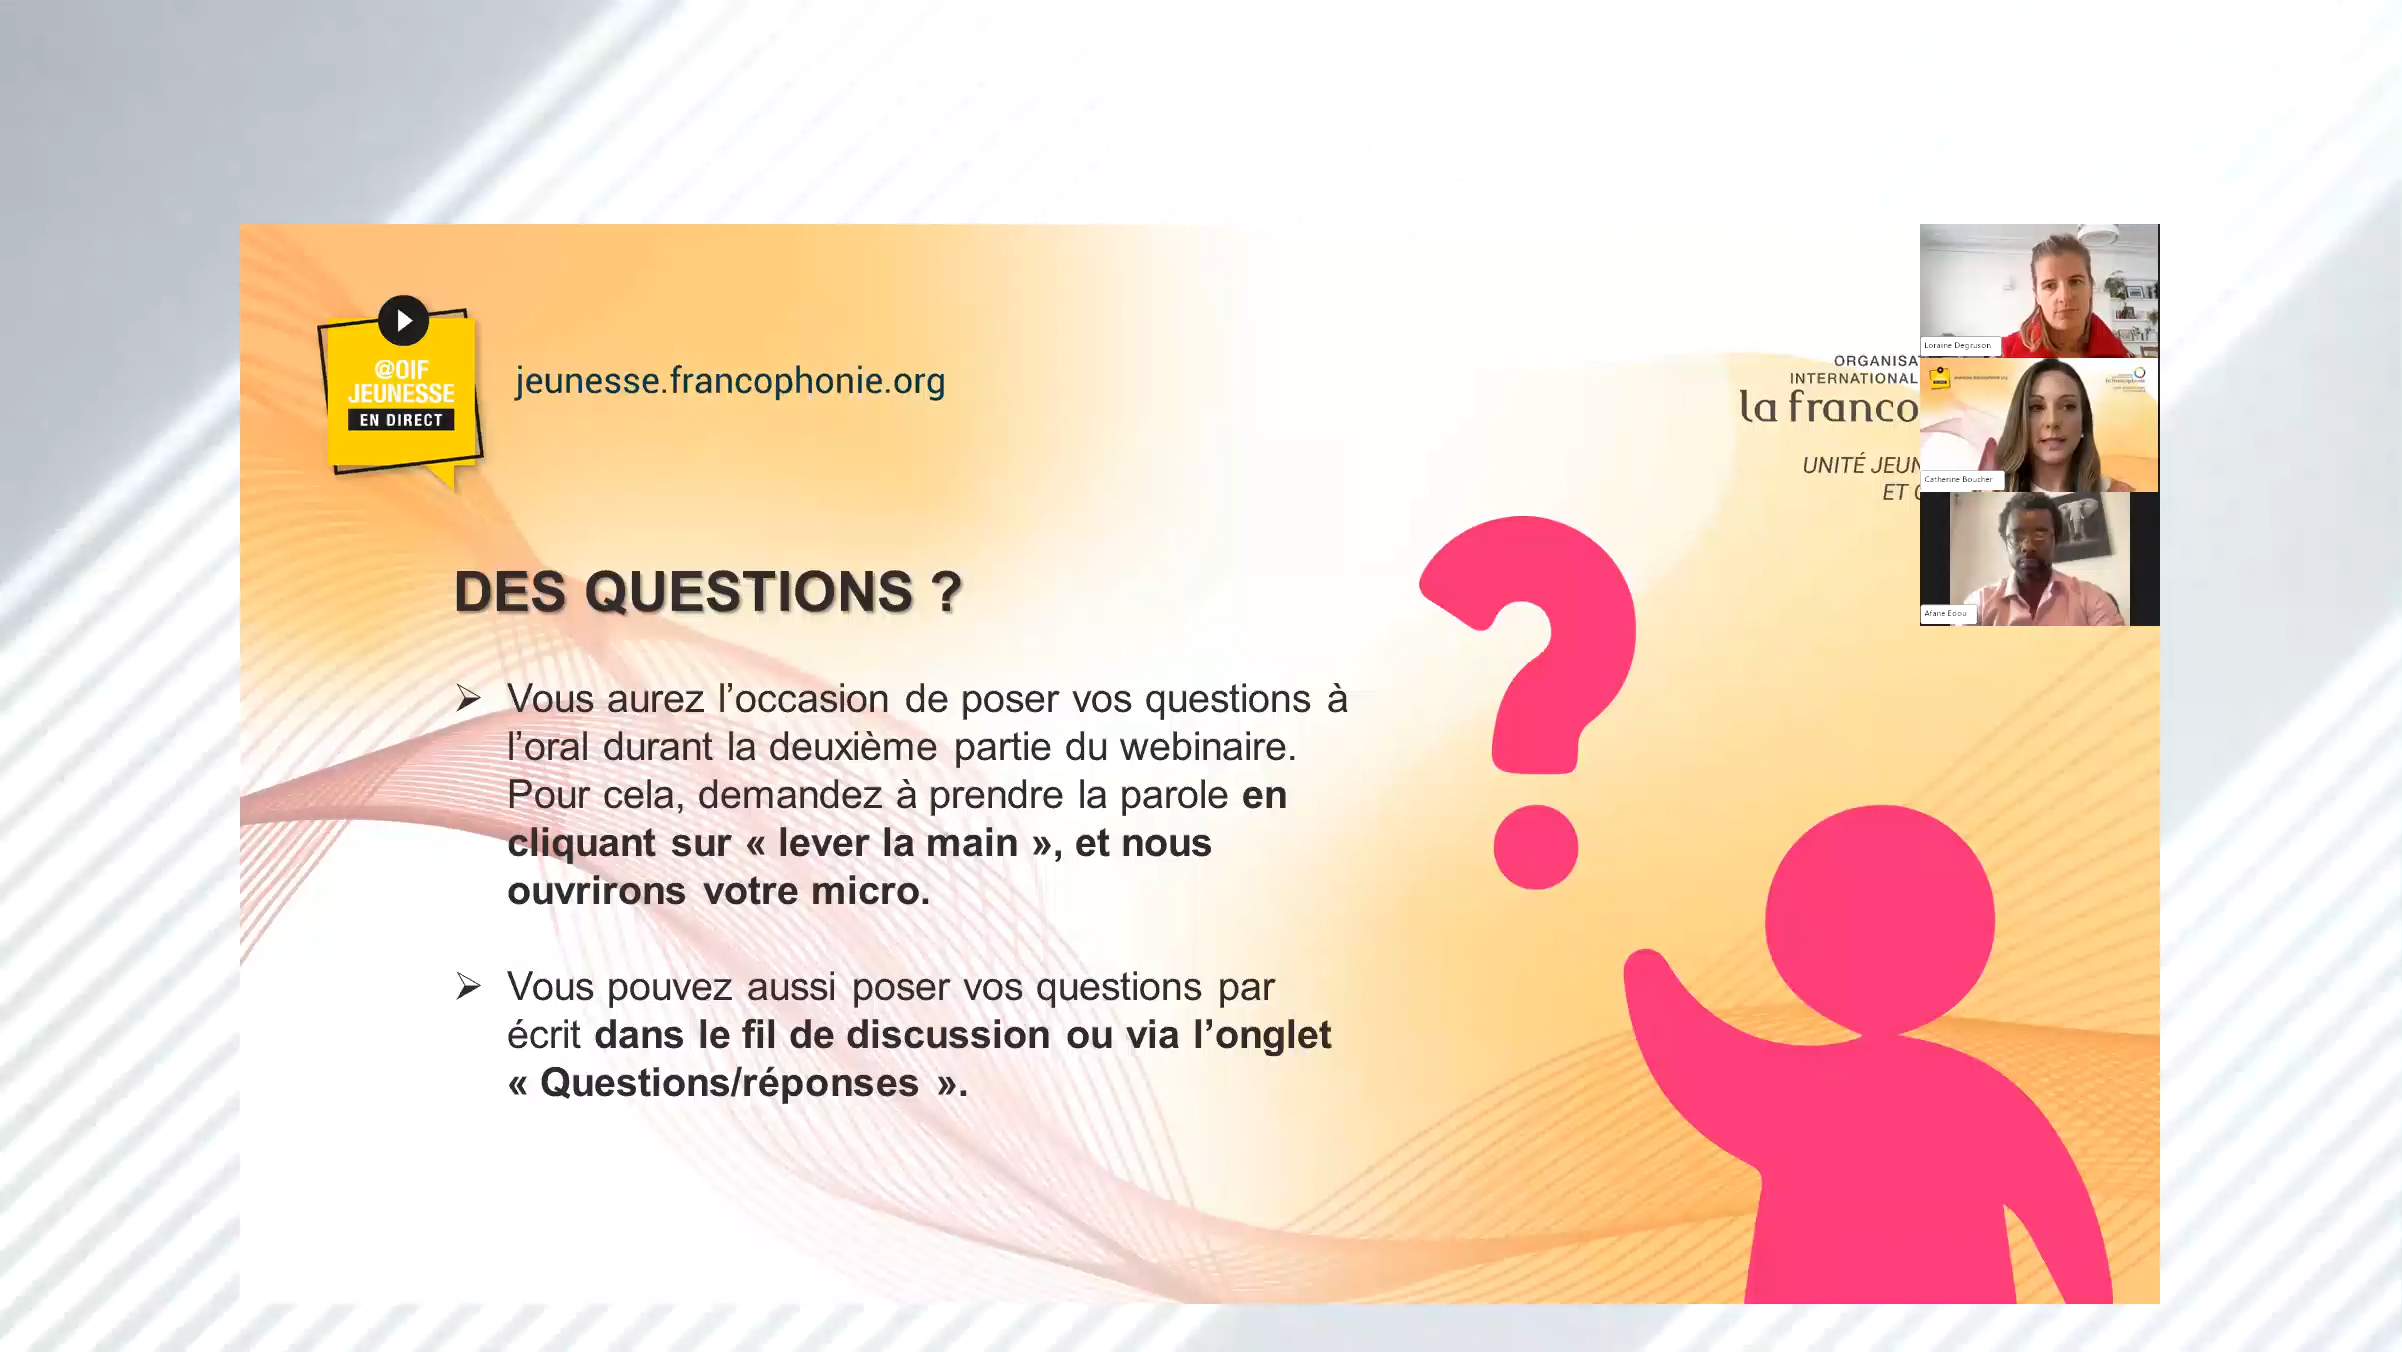 @OIF
JEUNESSE
EN DIRECT
jeunesse.francophonie.org
ORGANISA
INTERNATIONAL
la franco
UNITÉ JEUN
ET
Loraine Degruson
Catherine Boucher
Afane Edou
DES QUESTIONS ?
➢ Vous aurez l’occasion de poser vos questions à
l’oral durant la deuxième partie du webinaire.
Pour cela, demandez à prendre la parole en
cliquant sur « lever la main », et nous
ouvrirons votre micro.
➢ Vous pouvez aussi poser vos questions par
écrit dans le fil de discussion ou via l’onglet
« Questions/réponses ».